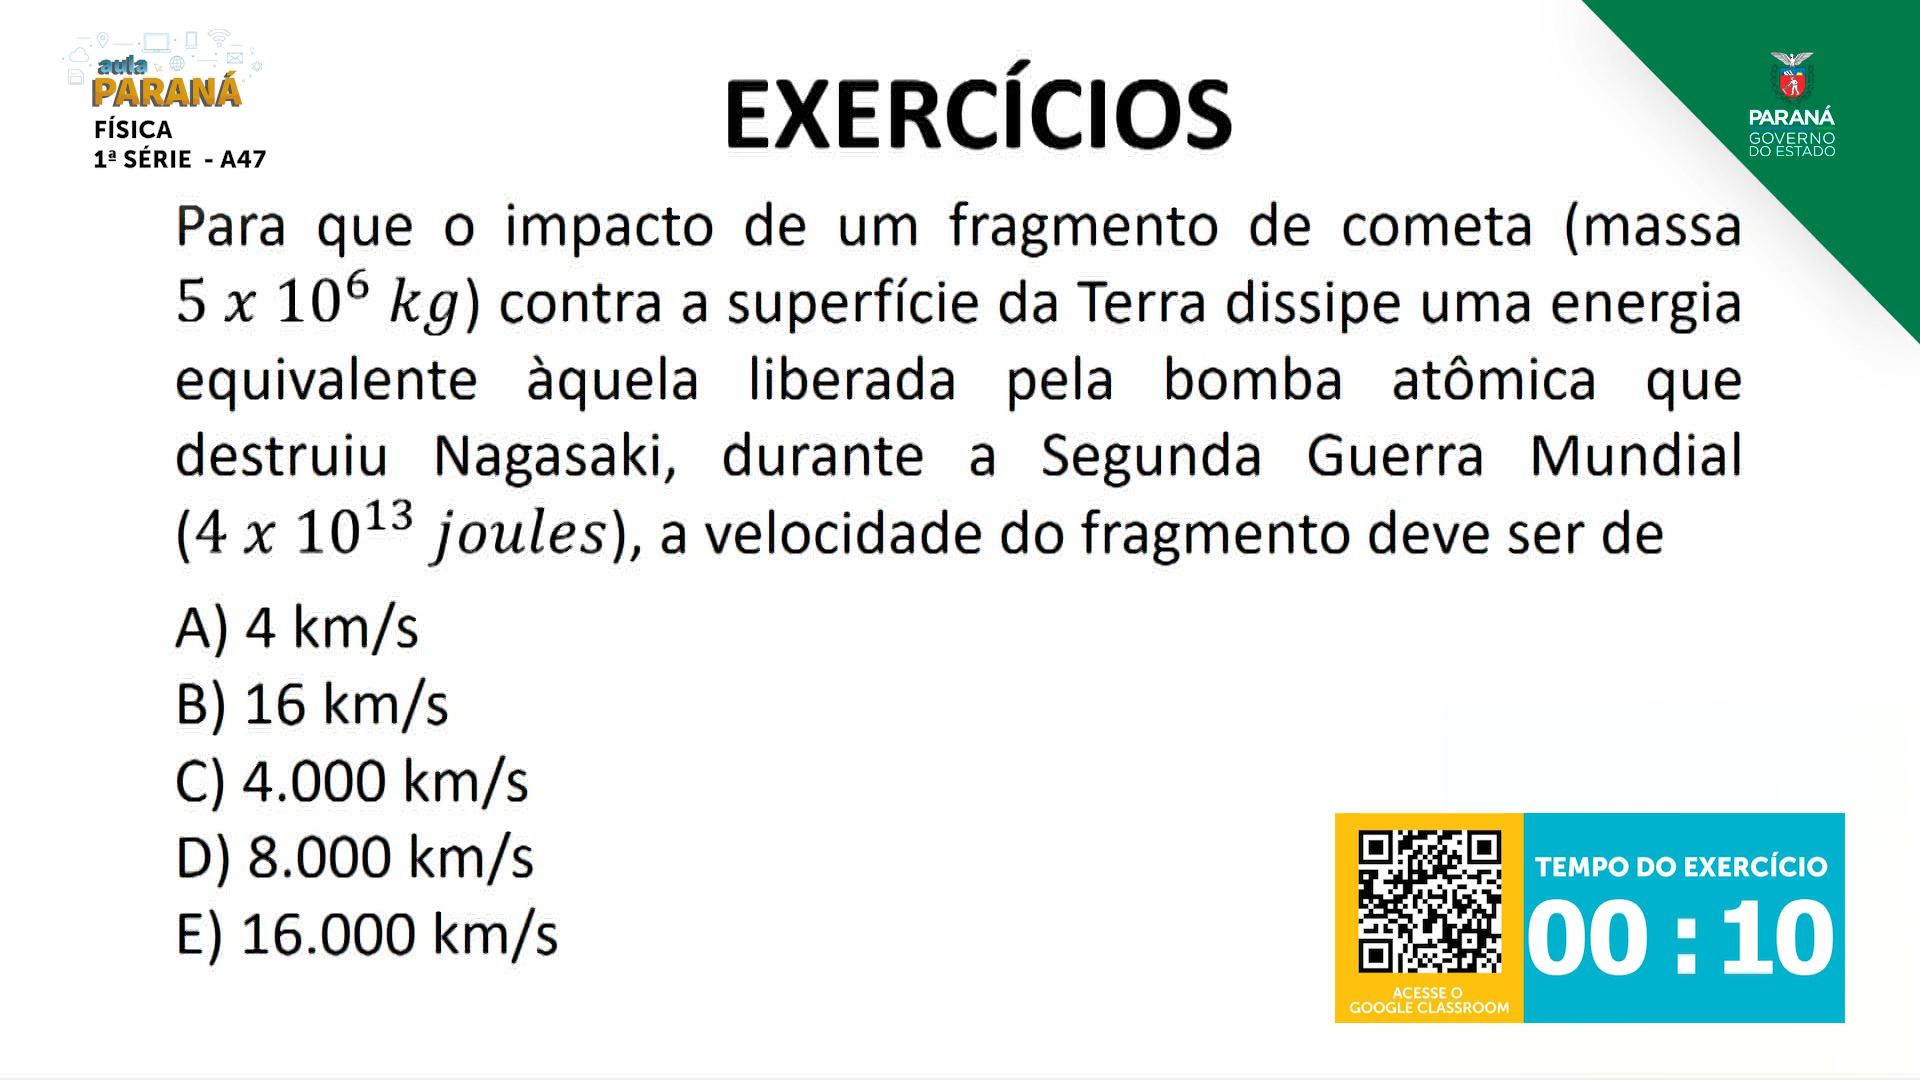 aula
PARANÁ
FÍSICA
1ª SÉRIE - A47
EXERCÍCIOS
PARANÁ
GOVERNO
DO ESTADO
Para que o impacto de um fragmento de cometa (massa
5 x 10⁶ kg) contra a superfície da Terra dissipe uma energia
equivalente àquela liberada pela bomba atômica que
destruiu Nagasaki, durante a Segunda Guerra Mundial
(4 x 10¹³ joules), a velocidade do fragmento deve ser de
A) 4 km/s
B) 16 km/s
C) 4.000 km/s
D) 8.000 km/s
E) 16.000 km/s
ACESSE O
GOOGLE CLASSROOM
TEMPO DO EXERCÍCIO
00 : 10